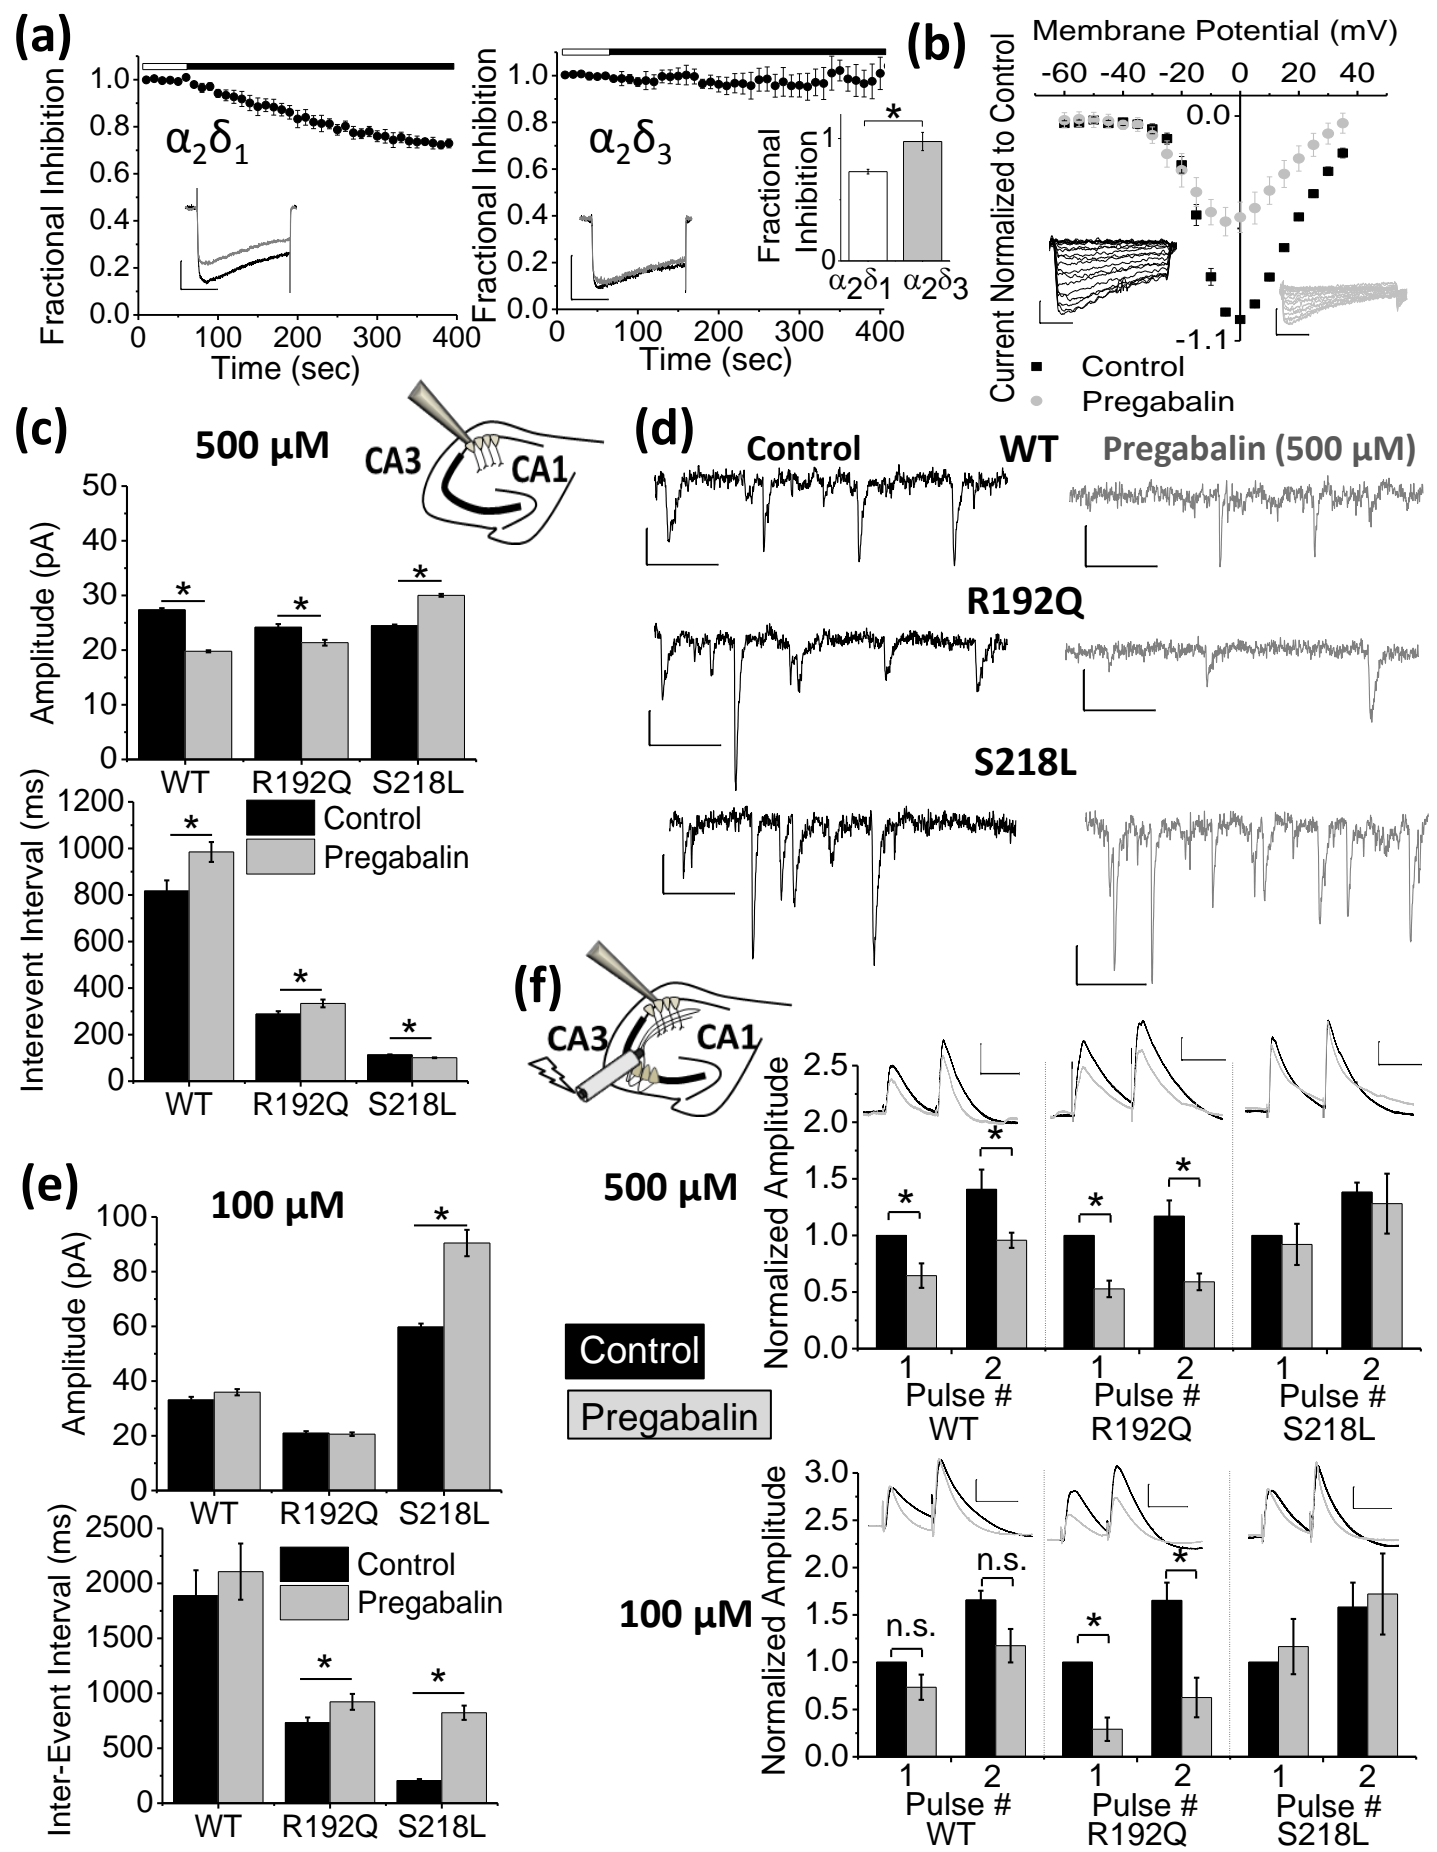 (a)
Fractional Inhibition
1.0
0.8
0.6
0.4
0.2
0.0
α2δ1
0 100 200 300 400
Time (sec)
Fractional Inhibition
1.0
0.8
0.6
0.4
0.2
0.0
α2δ3
0 100 200 300 400
Time (sec)
Fractional
Inhibition
1
0
*
α2δ1 α2δ3
(b)
Membrane Potential (mV)
-60 -40 -20 0 20 40
Current Normalized to Control
0.0
-1.1
Control
Pregabalin
(c)
500 µM
CA3 CA1
Amplitude (pA)
50
40
30
20
10
0
* * *
WT R192Q S218L
Interevent Interval (ms)
1200
1000
800
600
400
200
0
Control
Pregabalin
* * *
WT R192Q S218L
(d)
Control WT Pregabalin (500 µM)
R192Q
S218L
(e)
100 µM
Amplitude (pA)
100
80
60
40
20
0
*
WT R192Q S218L
Inter-Event Interval (ms)
2500
2000
1500
1000
500
0
Control
Pregabalin
* *
WT R192Q S218L
(f)
CA3 CA1
500 µM
Control
Pregabalin
Normalized Amplitude
2.5
2.0
1.5
1.0
0.5
0.0
* * * *
1 2 1 2 1 2
Pulse # Pulse # Pulse #
WT R192Q S218L
100 µM
Normalized Amplitude
3.0
2.5
2.0
1.5
1.0
0.5
0.0
n.s. n.s. * *
1 2 1 2 1 2
Pulse # Pulse # Pulse #
WT R192Q S218L